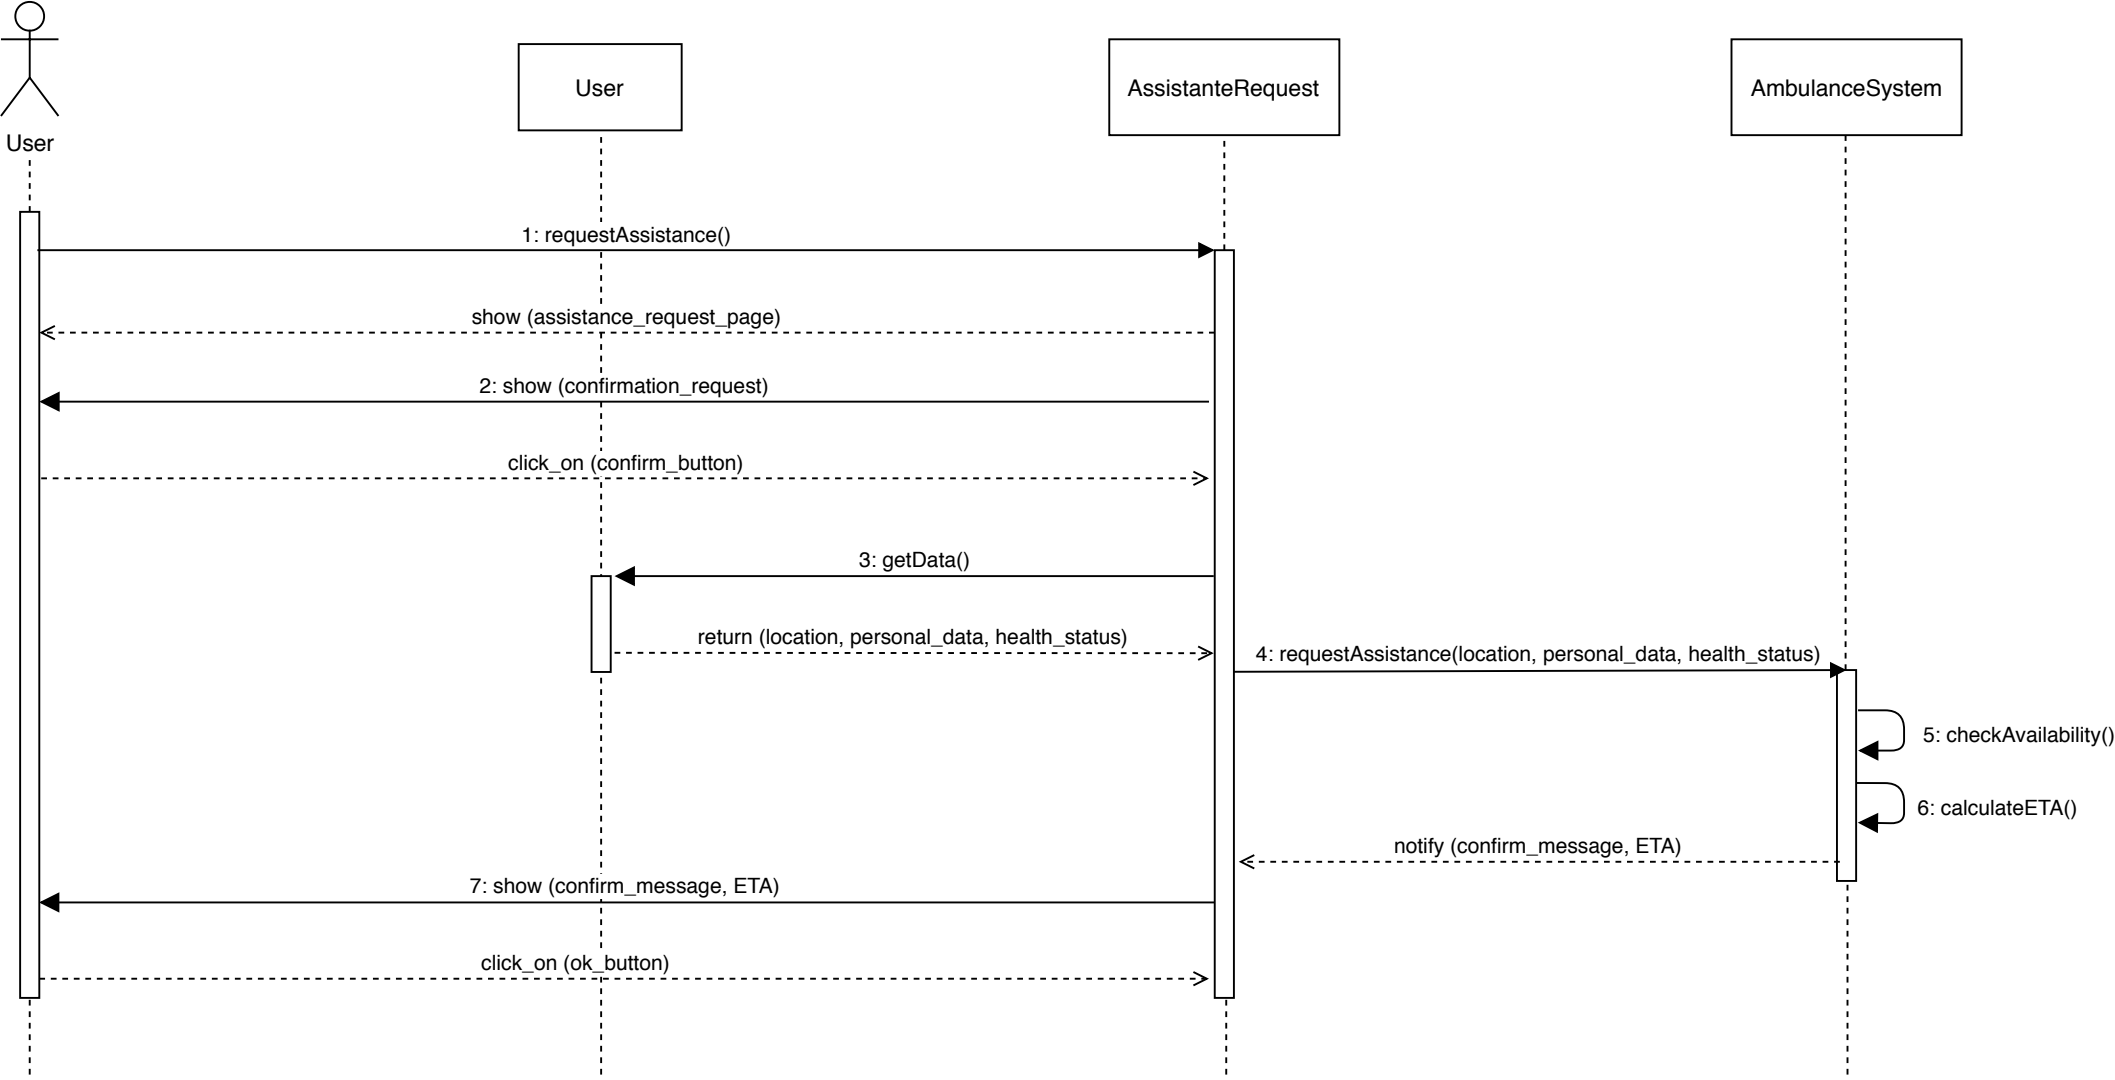 User
User
AssistanteRequest
AmbulanceSystem
1: requestAssistance()
show (assistance_request_page)
2: show (confirmation_request)
click_on (confirm_button)
3: getData()
return (location, personal_data, health_status)
4: requestAssistance(location, personal_data, health_status)
5: checkAvailability()
6: calculateETA()
notify (confirm_message, ETA)
7: show (confirm_message, ETA)
click_on (ok_button)